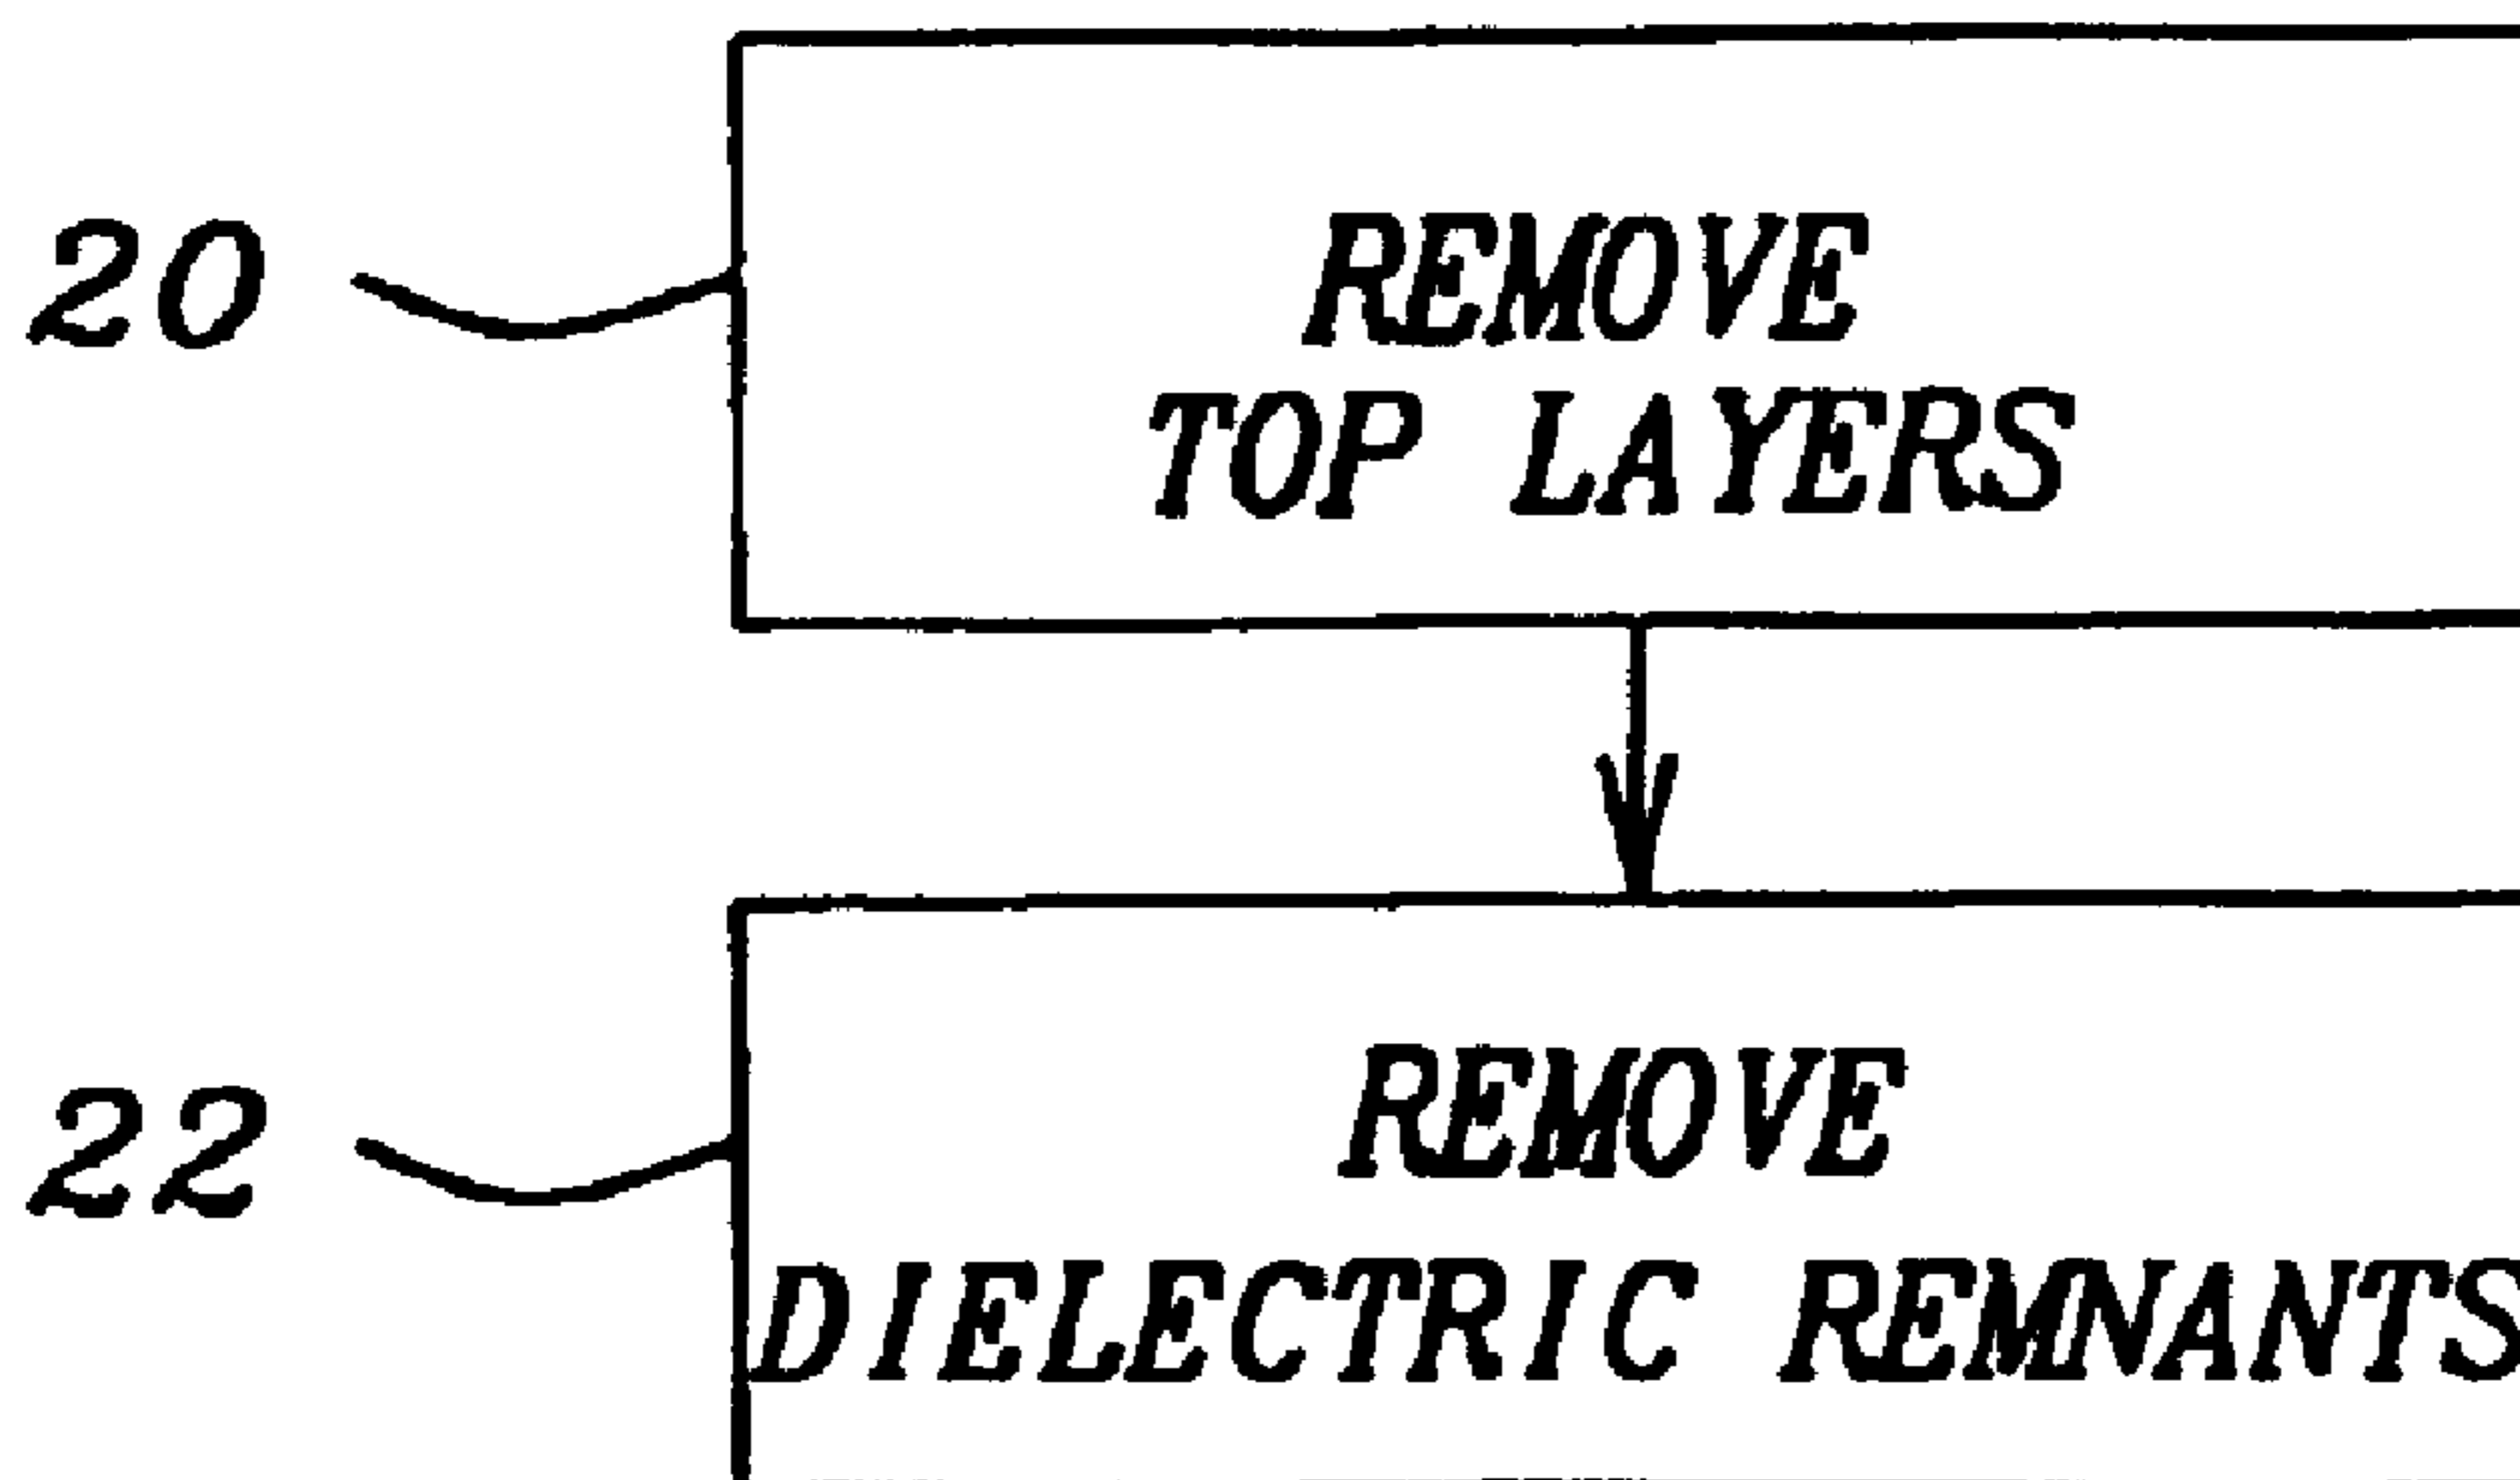 20
REMOVE
TOP LAYERS
22
REMOVE
DIELECTRIC REMNANTS